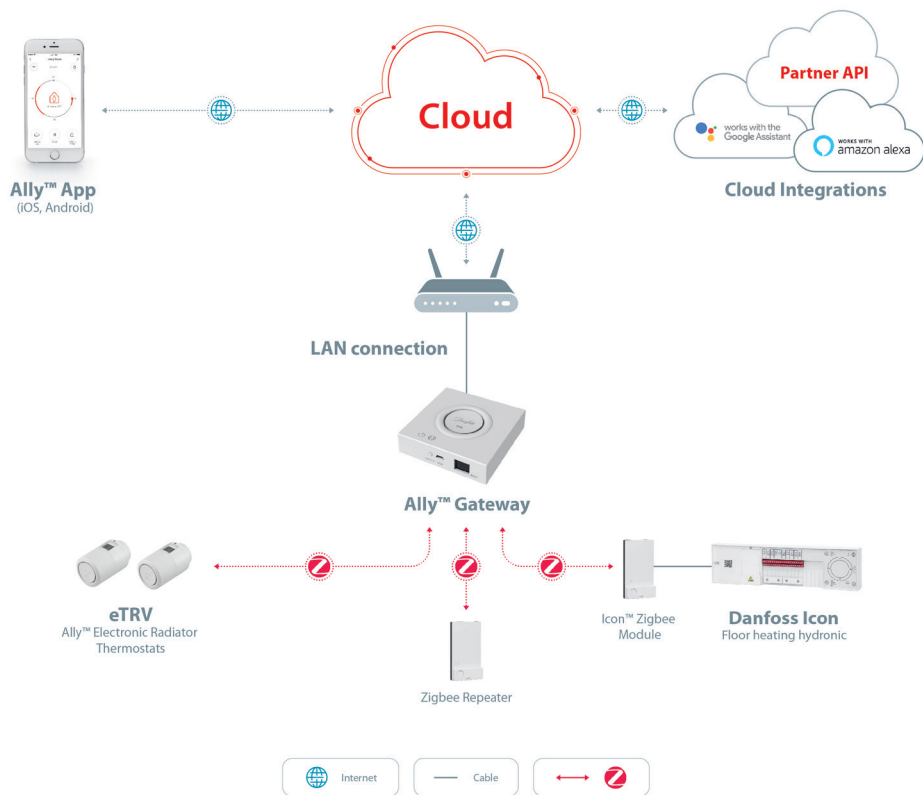 Cloud
Partner API
works with the
Google Assistant
WORKS WITH
amazon alexa
Ally™ App
(iOS, Android)
Cloud Integrations
LAN connection
Ally™ Gateway
eTRV
Ally™ Electronic Radiator
Thermostats
Icon™ Zigbee
Module
Danfoss Icon
Floor heating hydronic
Zigbee Repeater
Internet
Cable